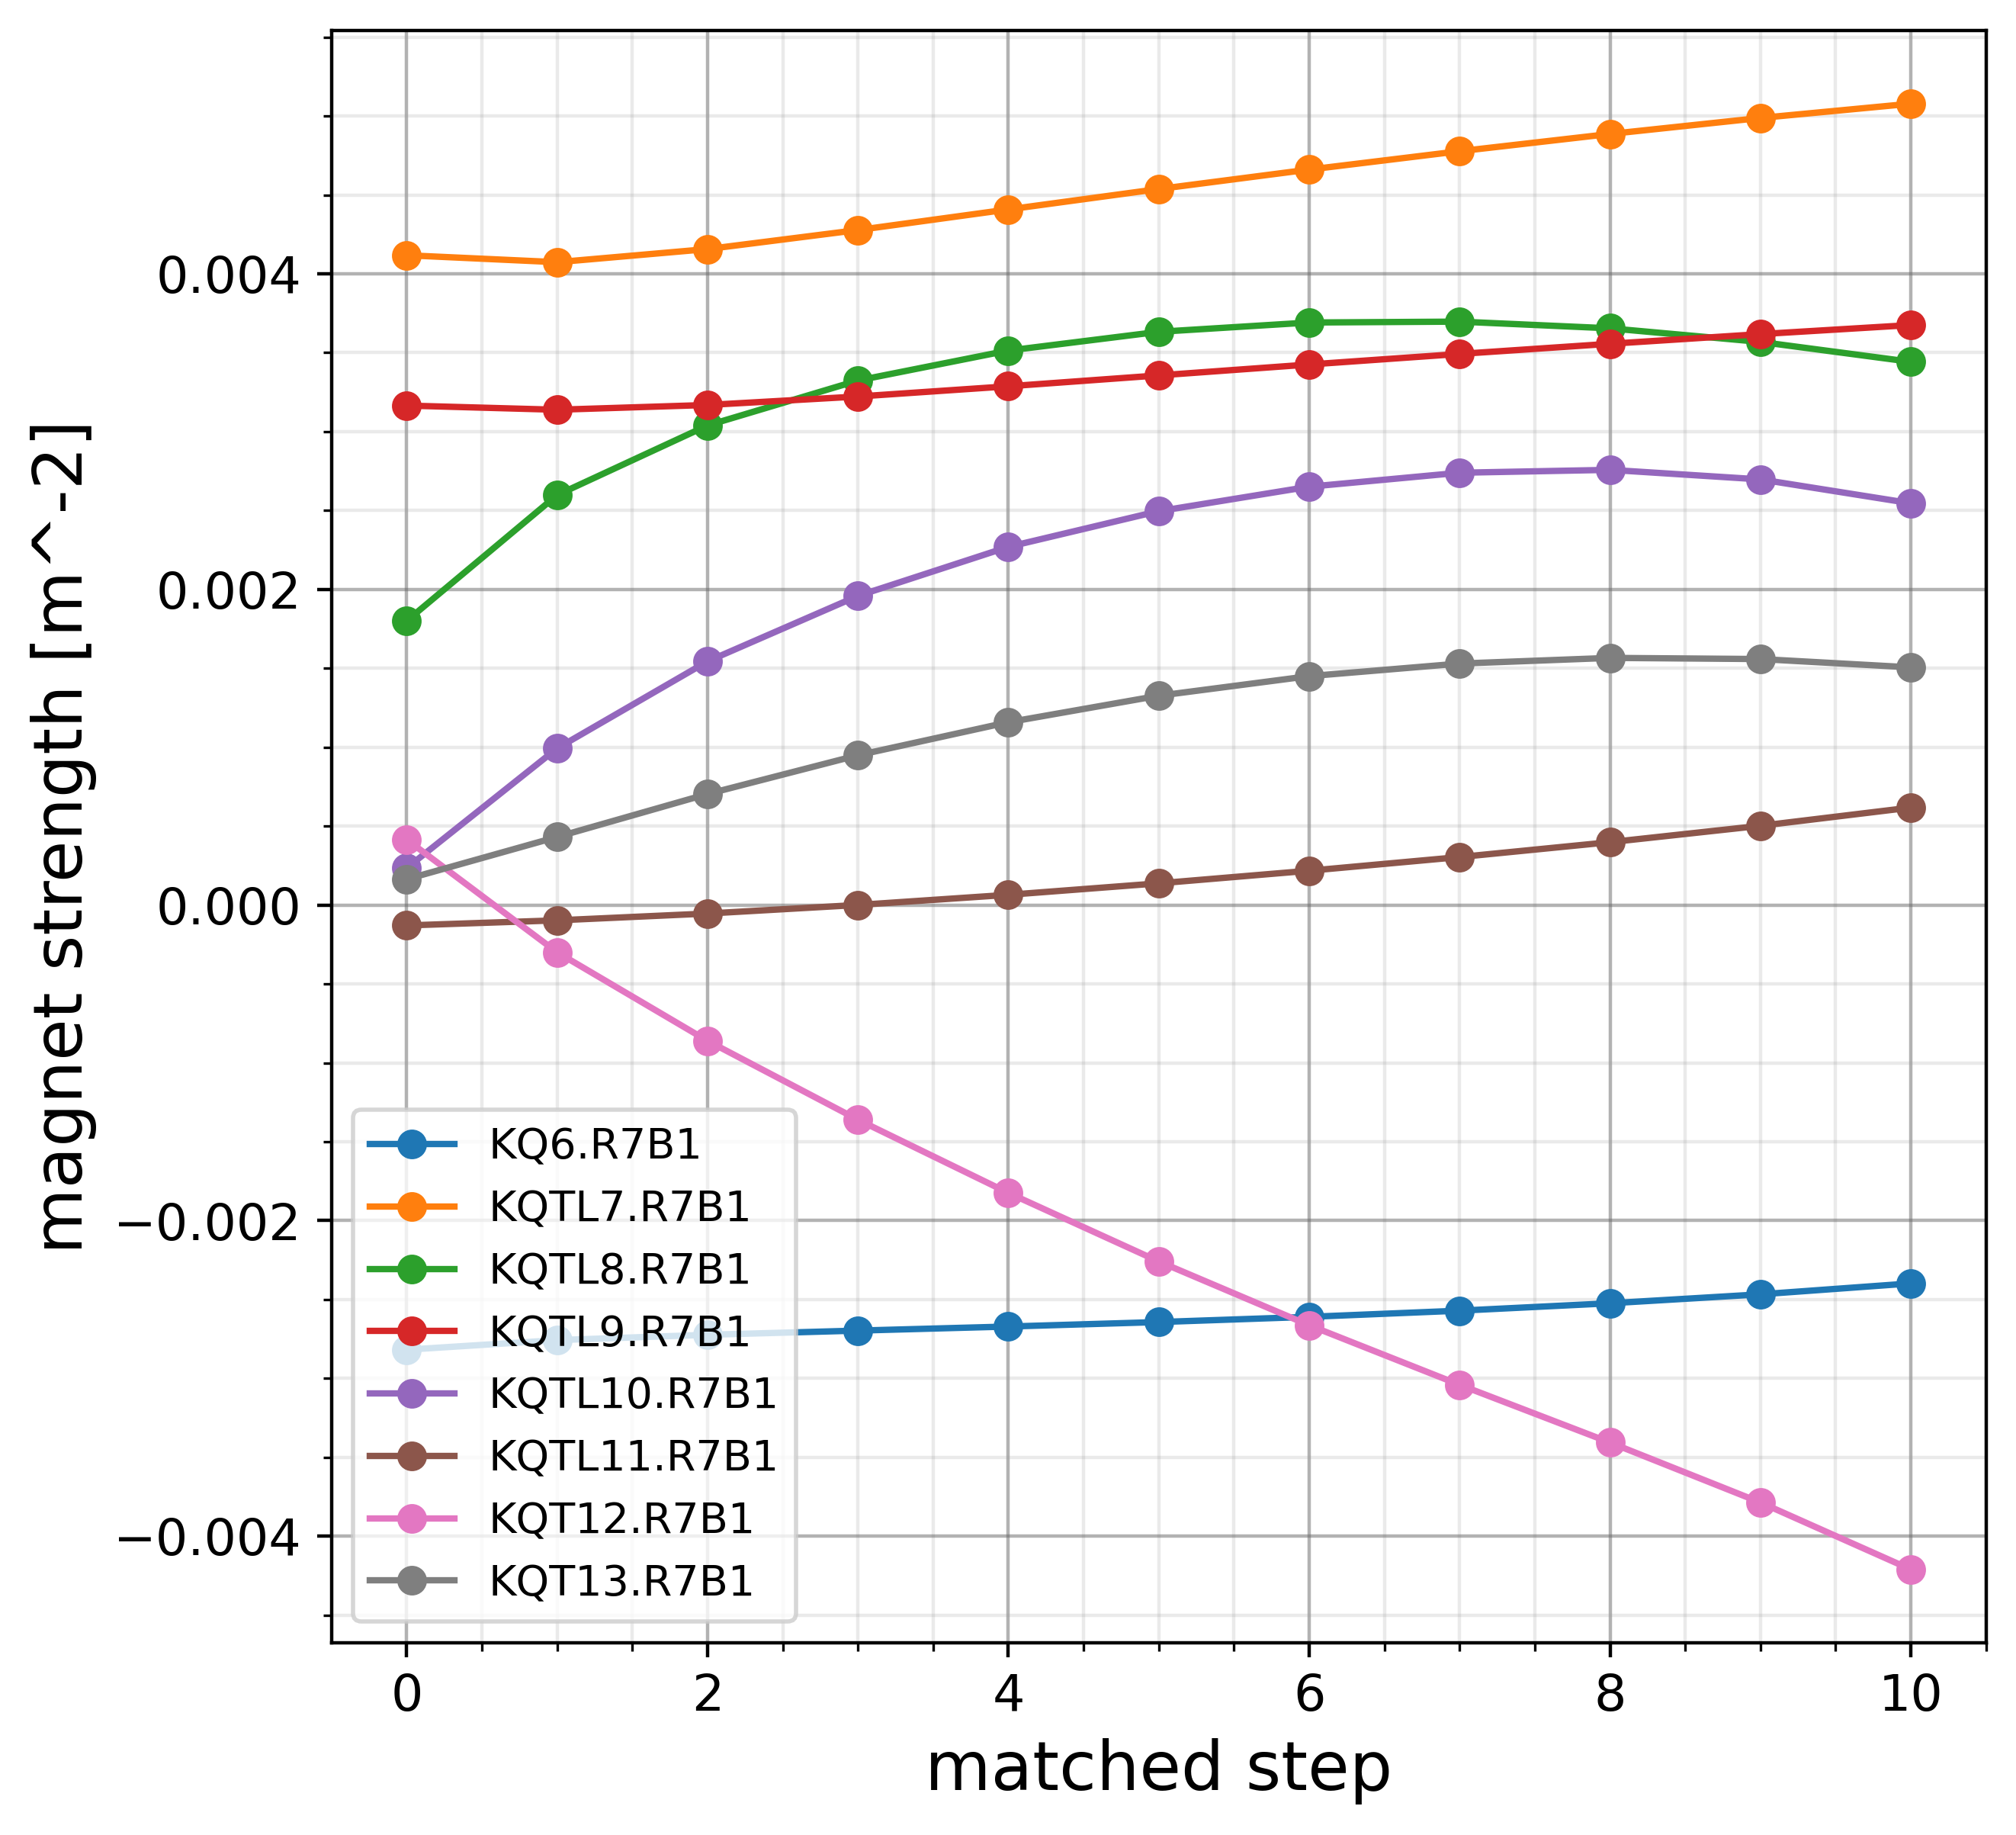 magnet strength [m^-2]
0.004
0.002
0.000
−0.002
−0.004
KQ6.R7B1
KQTL7.R7B1
KQTL8.R7B1
KQTL9.R7B1
KQTL10.R7B1
KQTL11.R7B1
KQT12.R7B1
KQT13.R7B1
0 2 4 6 8 10
matched step